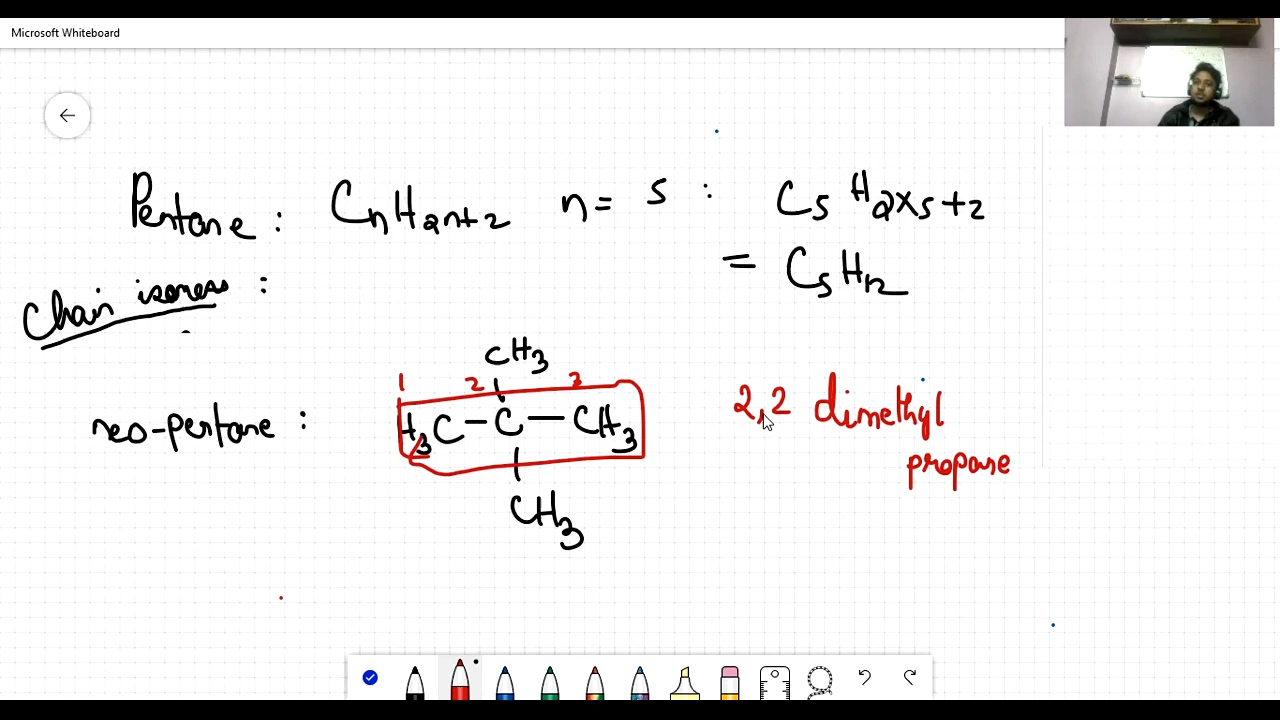 Microsoft Whiteboard
Pentane : CnH2n+2 n= 5 : C5 H2x5+2
= C5H12
Chain isomers :
CH3
1 2 3
neo-pentane : H3C-C-CH3
2,2 dimethyl
propane
CH3